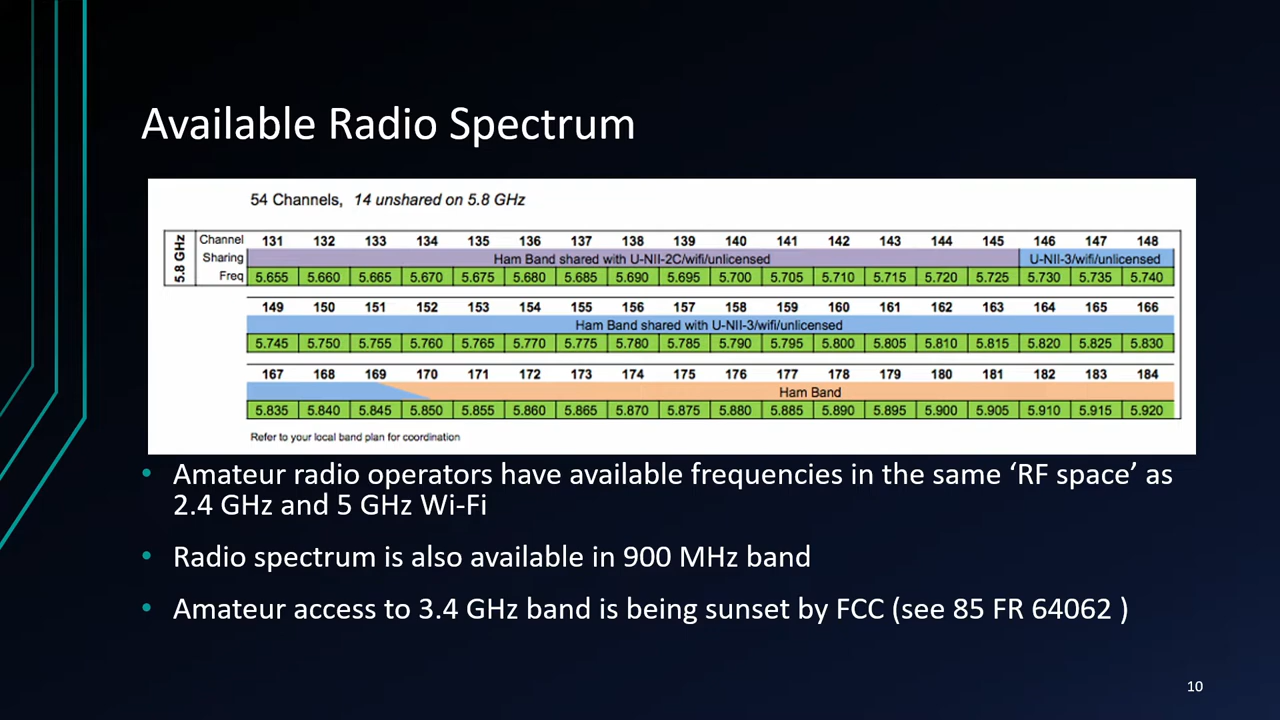 Available Radio Spectrum
54 Channels, 14 unshared on 5.8 GHz
5.8 GHz
Channel 131 132 133 134 135 136 137 138 139 140 141 142 143 144 145 146 147 148
Sharing Ham Band shared with U-NII-2C/wifi/unlicensed U-NII-3/wifi/unlicensed
Freq 5.655 5.660 5.665 5.670 5.675 5.680 5.685 5.690 5.695 5.700 5.705 5.710 5.715 5.720 5.725 5.730 5.735 5.740
149 150 151 152 153 154 155 156 157 158 159 160 161 162 163 164 165 166
Ham Band shared with U-NII-3/wifi/unlicensed
5.745 5.750 5.755 5.760 5.765 5.770 5.775 5.780 5.785 5.790 5.795 5.800 5.805 5.810 5.815 5.820 5.825 5.830
167 168 169 170 171 172 173 174 175 176 177 178 179 180 181 182 183 184
Ham Band
5.835 5.840 5.845 5.850 5.855 5.860 5.865 5.870 5.875 5.880 5.885 5.890 5.895 5.900 5.905 5.910 5.915 5.920
Refer to your local band plan for coordination
• Amateur radio operators have available frequencies in the same ‘RF space’ as
2.4 GHz and 5 GHz Wi-Fi
• Radio spectrum is also available in 900 MHz band
• Amateur access to 3.4 GHz band is being sunset by FCC (see 85 FR 64062 )
10